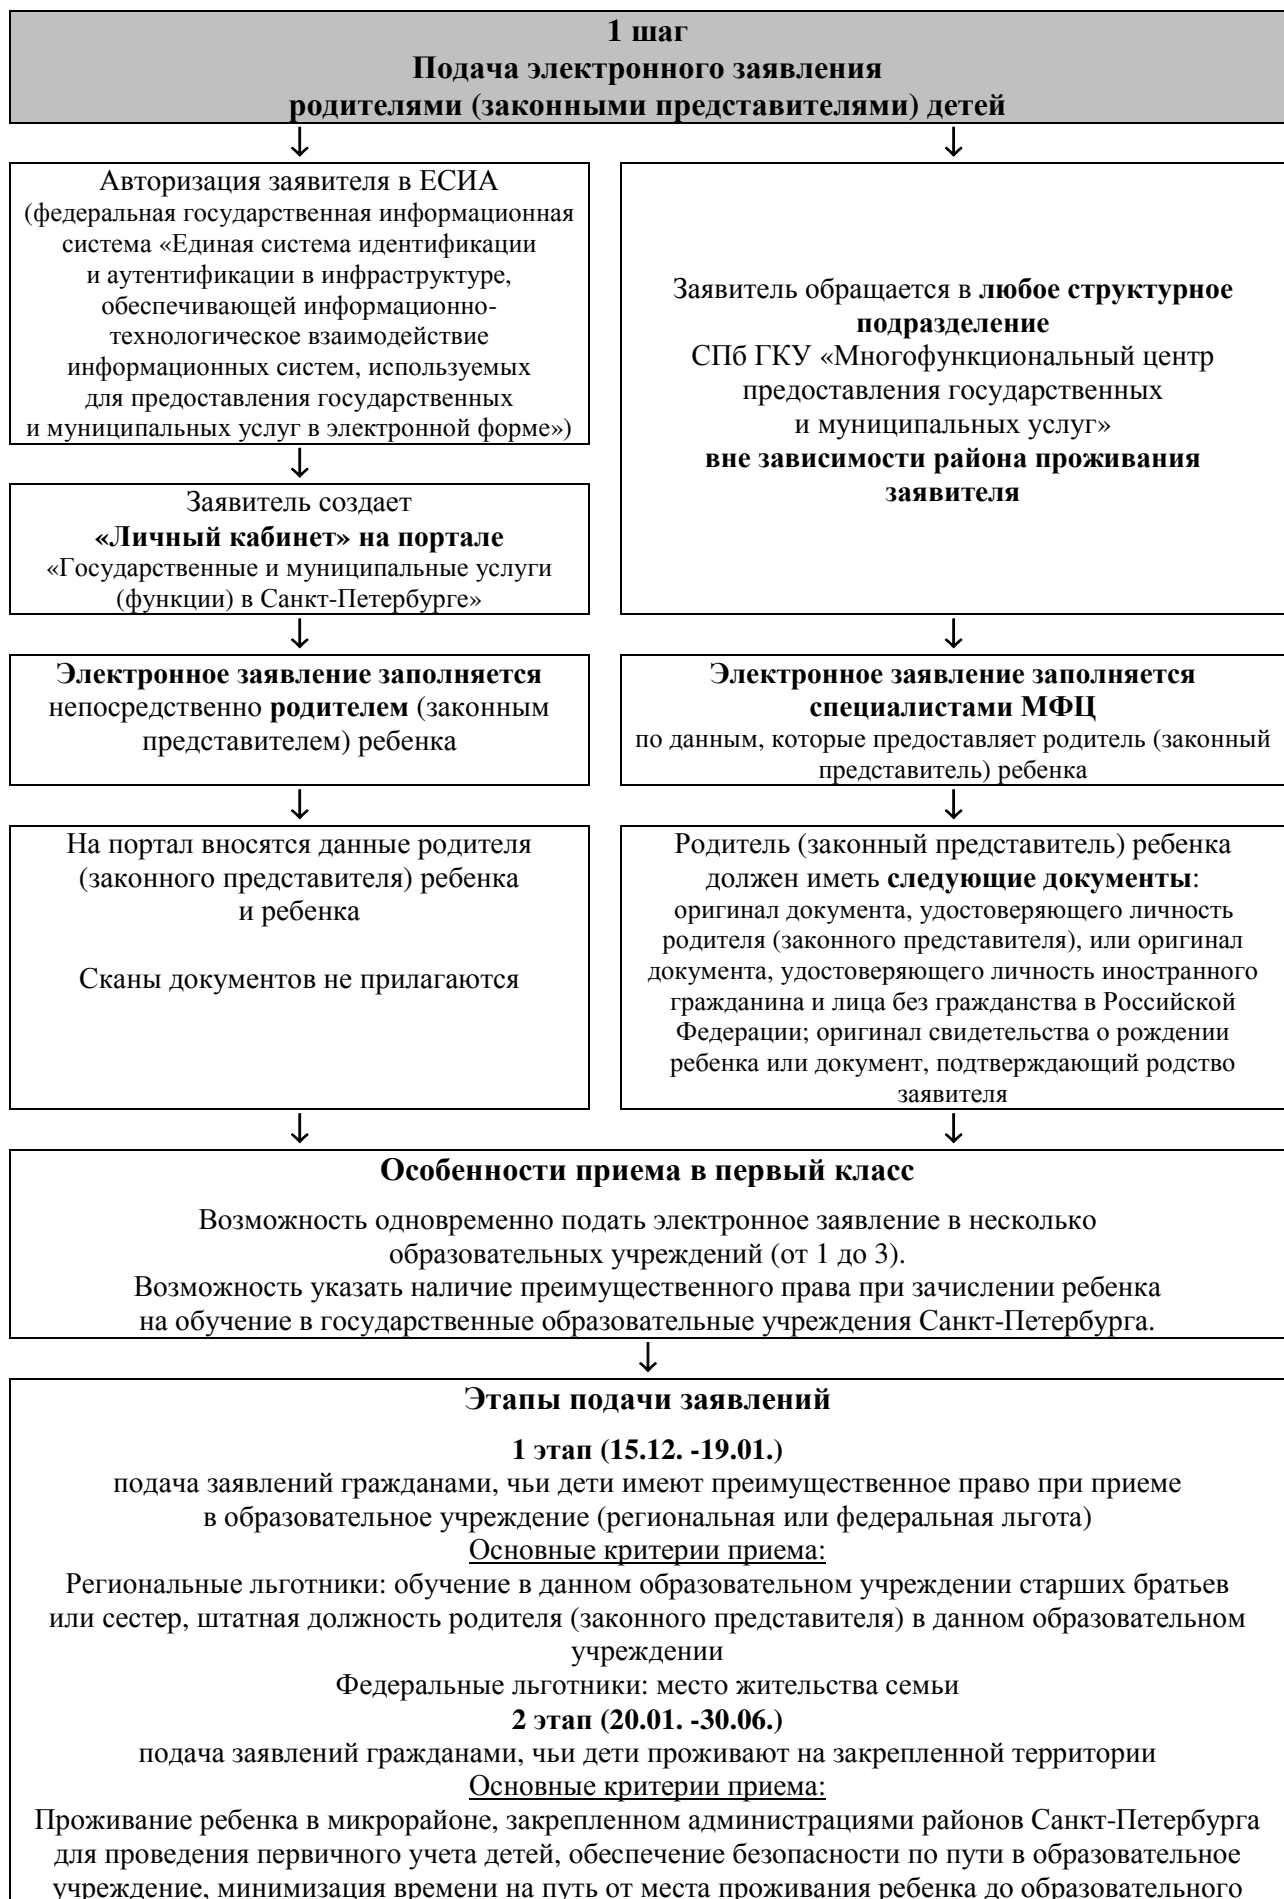 1 шаг
Подача электронного заявления
родителями (законными представителями) детей
↓
↓
Авторизация заявителя в ЕСИА
(федеральная государственная информационная
система «Единая система идентификации
и аутентификации в инфраструктуре,
обеспечивающей информационно-
технологическое взаимодействие
информационных систем, используемых
для предоставления государственных
и муниципальных услуг в электронной форме»)
↓
Заявитель создает
«Личный кабинет» на портале
«Государственные и муниципальные услуги
(функции) в Санкт-Петербурге»
Заявитель обращается в любое структурное
подразделение
СПб ГКУ «Многофункциональный центр
предоставления государственных
и муниципальных услуг»
вне зависимости района проживания
заявителя
↓
↓
Электронное заявление заполняется
непосредственно родителем (законным
представителем) ребенка
Электронное заявление заполняется
специалистами МФЦ
по данным, которые предоставляет родитель (законный
представитель) ребенка
↓
↓
На портал вносятся данные родителя
(законного представителя) ребенка
и ребенка
Сканы документов не прилагаются
Родитель (законный представитель) ребенка
должен иметь следующие документы:
оригинал документа, удостоверяющего личность
родителя (законного представителя), или оригинал
документа, удостоверяющего личность иностранного
гражданина и лица без гражданства в Российской
Федерации; оригинал свидетельства о рождении
ребенка или документ, подтверждающий родство
заявителя
↓
↓
Особенности приема в первый класс
Возможность одновременно подать электронное заявление в несколько
образовательных учреждений (от 1 до 3).
Возможность указать наличие преимущественного права при зачислении ребенка
на обучение в государственные образовательные учреждения Санкт-Петербурга.
↓
Этапы подачи заявлений
1 этап (15.12. -19.01.)
подача заявлений гражданами, чьи дети имеют преимущественное право при приеме
в образовательное учреждение (региональная или федеральная льгота)
Основные критерии приема:
Региональные льготники: обучение в данном образовательном учреждении старших братьев
или сестер, штатная должность родителя (законного представителя) в данном образовательном
учреждении
Федеральные льготники: место жительства семьи
2 этап (20.01. -30.06.)
подача заявлений гражданами, чьи дети проживают на закрепленной территории
Основные критерии приема:
Проживание ребенка в микрорайоне, закрепленном администрациями районов Санкт-Петербурга
для проведения первичного учета детей, обеспечение безопасности по пути в образовательное
учреждение, минимизация времени на путь от места проживания ребенка до образовательного